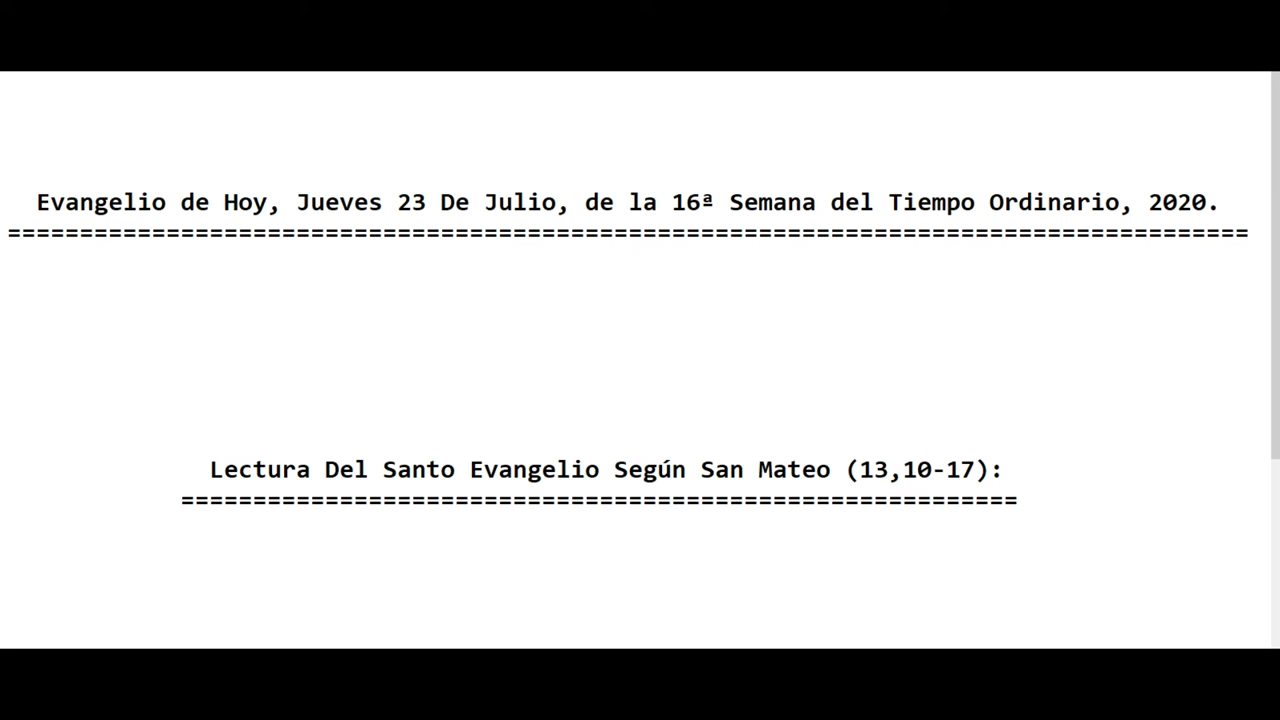 Evangelio de Hoy, Jueves 23 De Julio, de la 16ª Semana del Tiempo Ordinario, 2020.
======================================================================================
Lectura Del Santo Evangelio Según San Mateo (13,10-17):
==========================================================